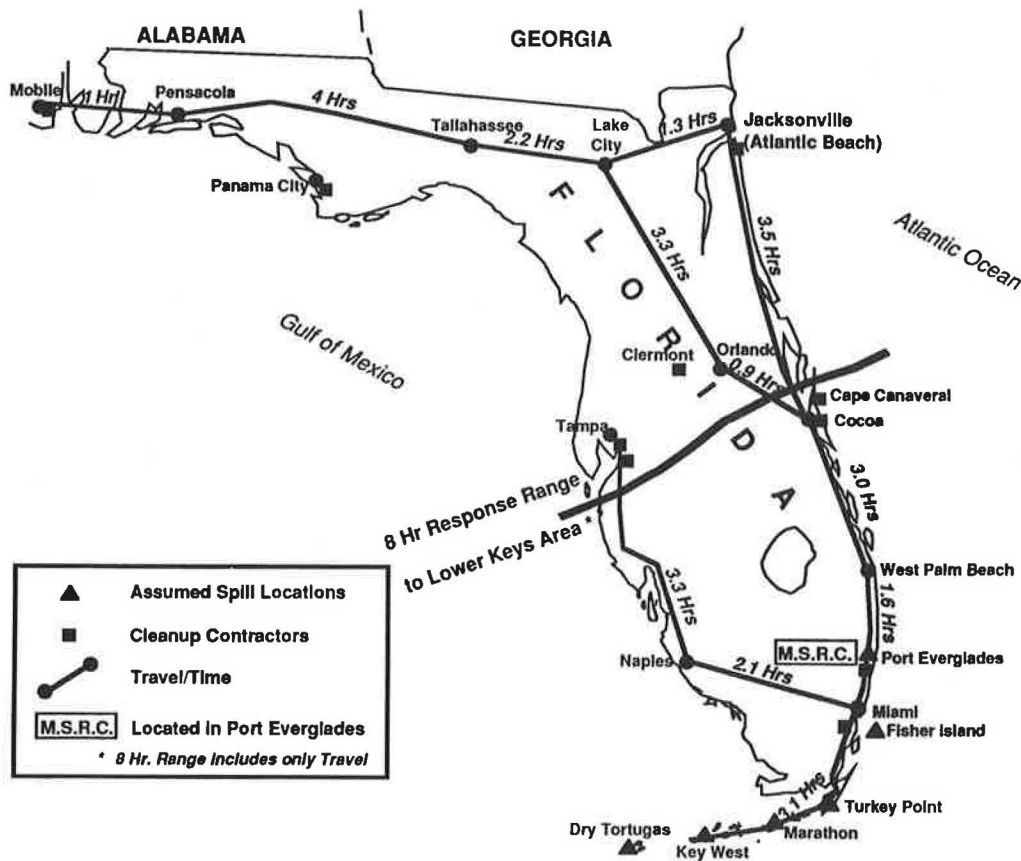 ALABAMA
GEORGIA
Mobile
1 Hr
Pensacola
4 Hrs
Tallahassee
2.2 Hrs
Lake
City
1.3 Hrs
Jacksonville
(Atlantic Beach)
Panama City
F L O R I D A
3.3 Hrs
3.5 Hrs
Atlantic Ocean
Gulf of Mexico
Clermont
Orlando
0.9 Hrs
Cape Canaveral
Cocoa
Tampa
8 Hr Response Range
to Lower Keys Area *
3.0 Hrs
West Palm Beach
1.6 Hrs
3.3 Hrs
M.S.R.C.
Port Everglades
Naples
2.1 Hrs
Miami
Fisher Island
3.1 Hrs
Turkey Point
Marathon
Dry Tortugas
Key West
Assumed Spill Locations
Cleanup Contractors
Travel/Time
M.S.R.C. Located in Port Everglades
* 8 Hr. Range Includes only Travel